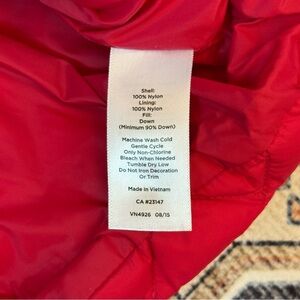 Shell:
100% Nylon
Lining:
100% Nylon
Fill:
Down
(Minimum 90% Down)
Machine Wash Cold
Gentle Cycle
Only Non-Chlorine
Bleach When Needed
Tumble Dry Low
Do Not Iron Decoration
Or Trim
Made In Vietnam
CA #23147
VN4926 08/15